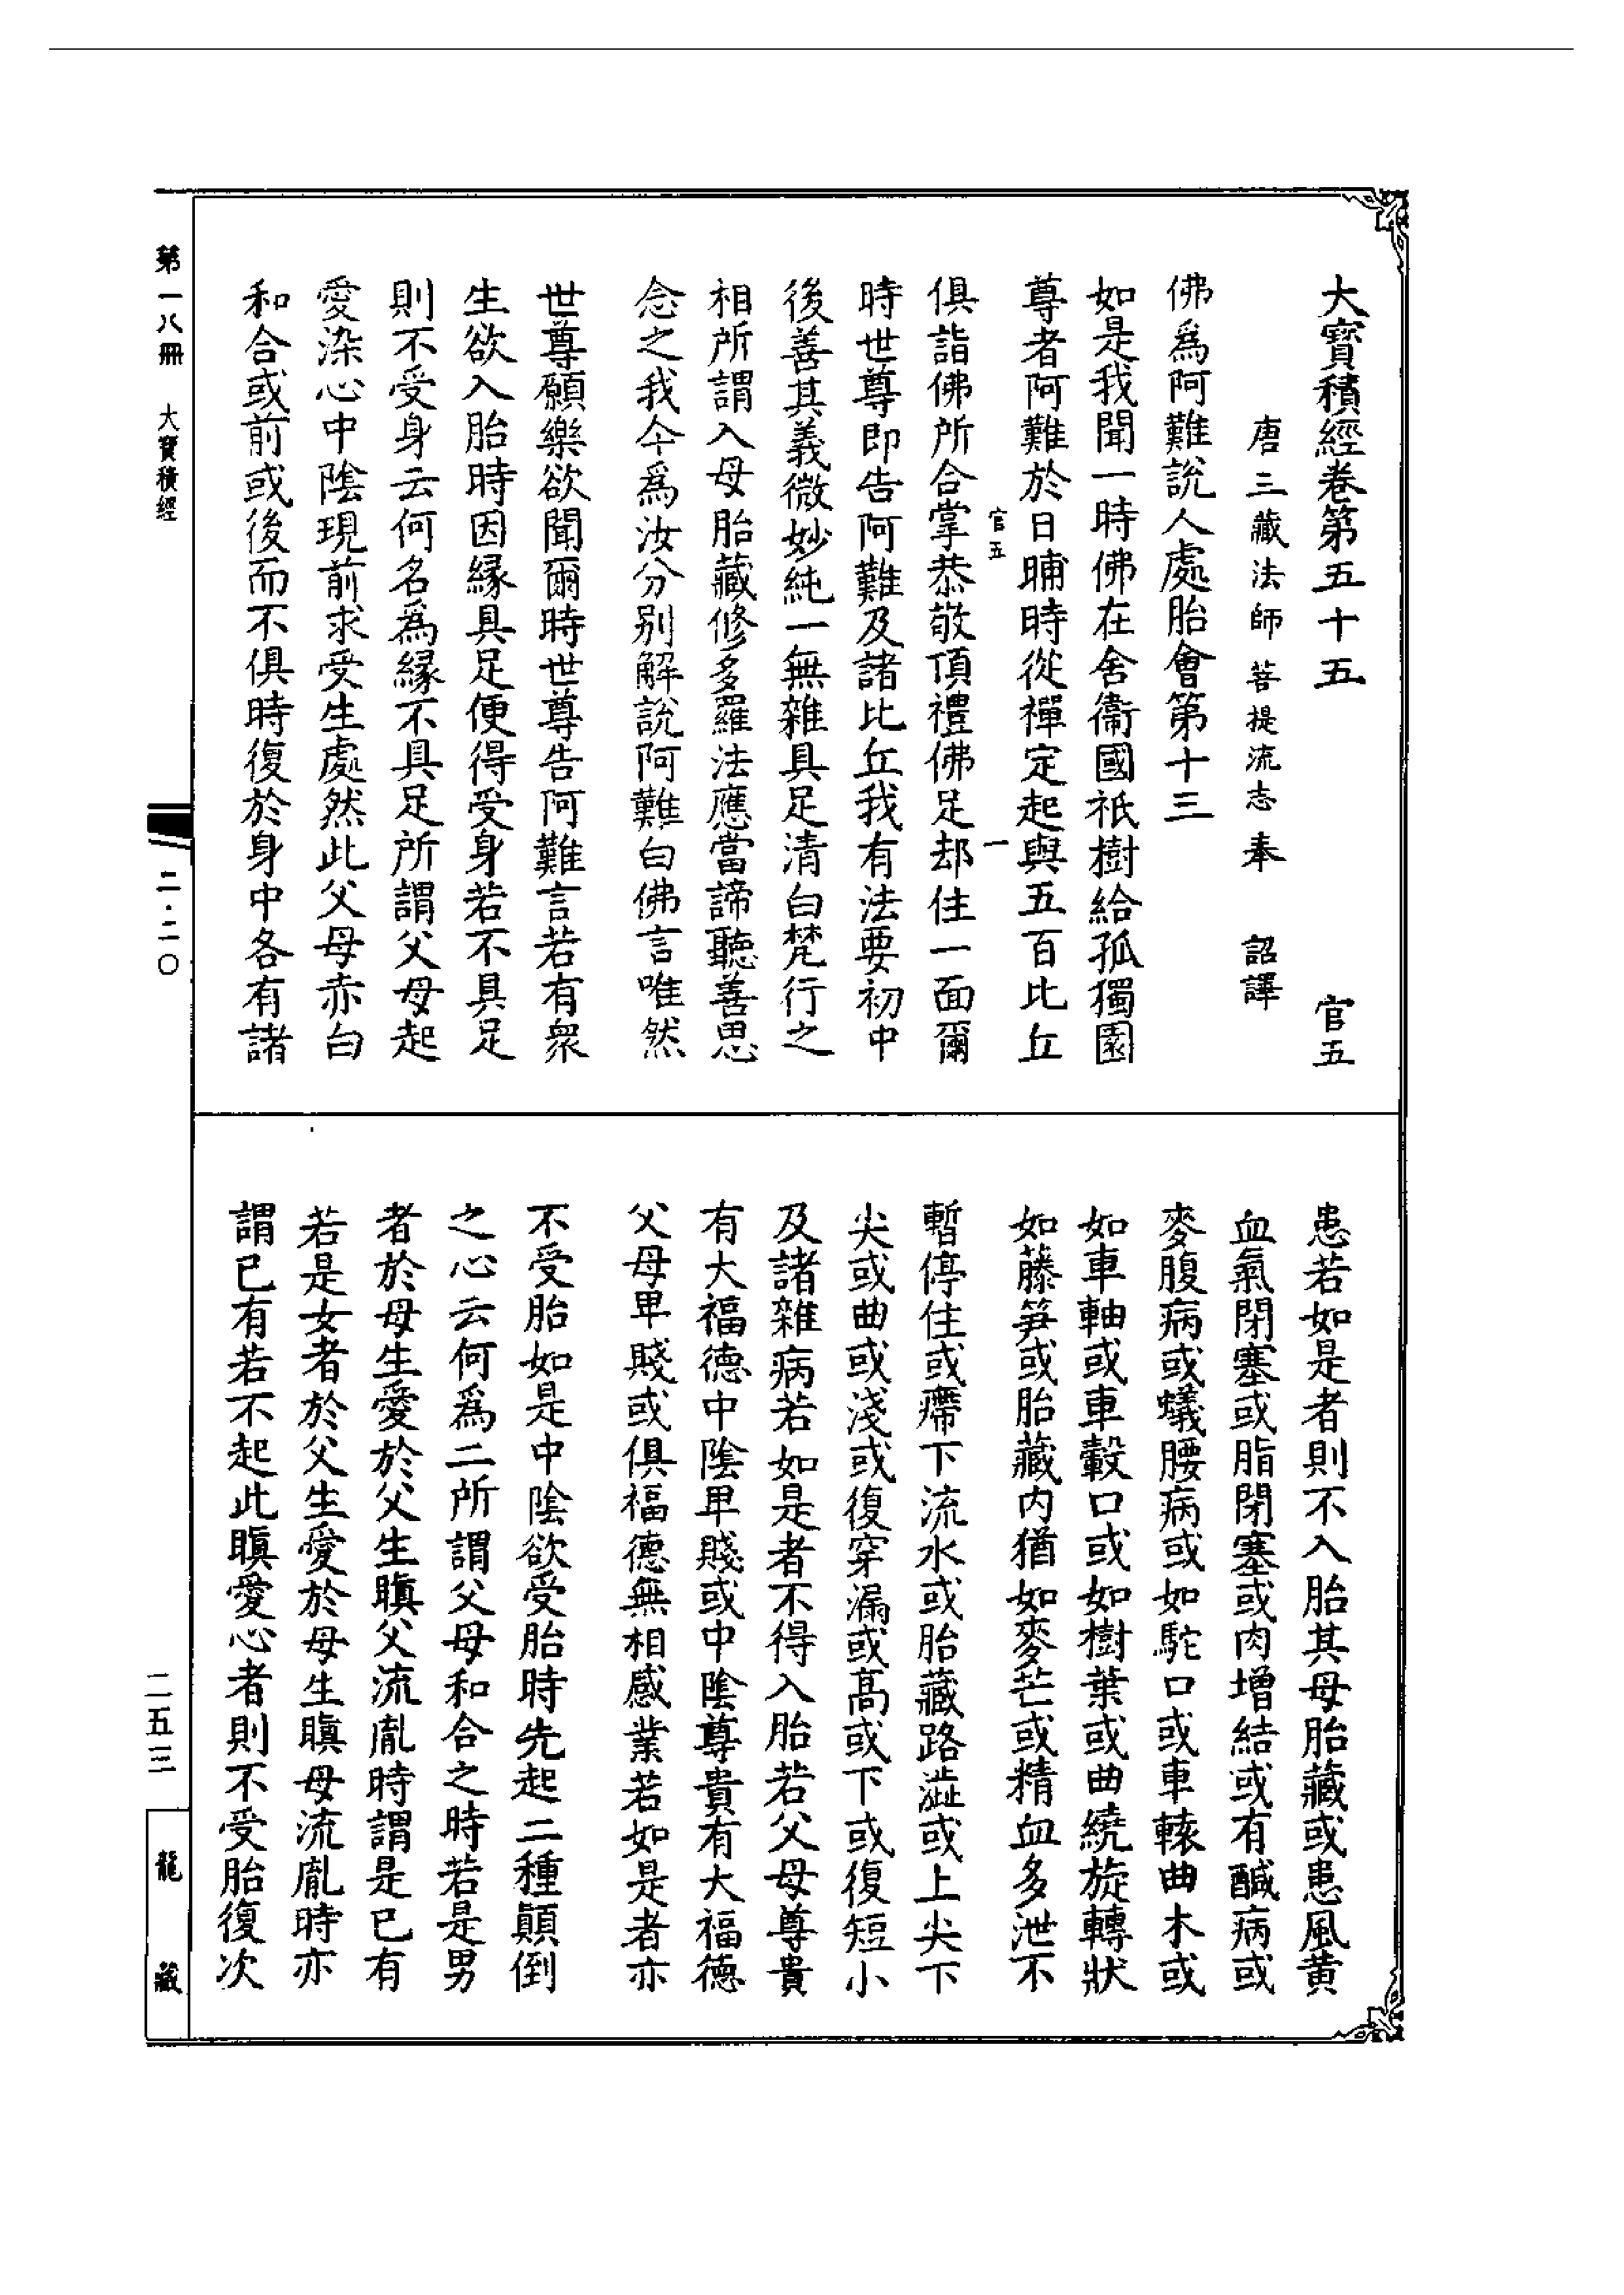 大寶積經卷第五十五　官五
唐三藏法師菩提流志奉　詔譯
佛爲阿難說人處胎會第十三
如是我聞一時佛在舍衞國祇樹給孤獨園
尊者阿難於日晡時從禪定起與五百比丘
官五　一
俱詣佛所合掌恭敬頂禮佛足却住一面爾
時世尊即告阿難及諸比丘我有法要初中
後善其義微妙純一無雜具足清白梵行之
相所謂入母胎藏修多羅法應當諦聽善思
念之我今爲汝分别解說阿難白佛言唯然
世尊願樂欲聞爾時世尊告阿難言若有衆
生欲入胎時因緣具足便得受身若不具足
則不受身云何名爲緣不具足所謂父母起
愛染心中陰現前求受生處然此父母赤白
和合或前或後而不俱時復於身中各有諸
患若如是者則不入胎其母胎藏或患風黄
血氣閉塞或脂閉塞或肉增結或有醎病或
麥腹病或蟻腰病或如駝口或車轅曲木或
如車軸或車轂口或如樹葉或曲繞旋轉狀
如藤笋或胎藏内猶如麥芒或精血多泄不
暫停住或癉下流水或胎藏路澁或上尖下
尖或曲或淺或復穿漏或髙或下或復短小
及諸雜病若如是者不得入胎若父母尊貴
有大福德中陰卑賤或中陰尊貴有大福德
父母卑賤或俱福德無相感業若如是者亦
不受胎如是中陰欲受胎時先起二種顛倒
之心云何爲二所謂父母和合之時若是男
者於母生愛於父生瞋父流胤時謂是已有
若是女者於父生愛於母生瞋母流胤時亦
謂已有若不起此瞋愛心者則不受胎復次
第一八冊　大寶積經
二·二〇
二五三
龍藏